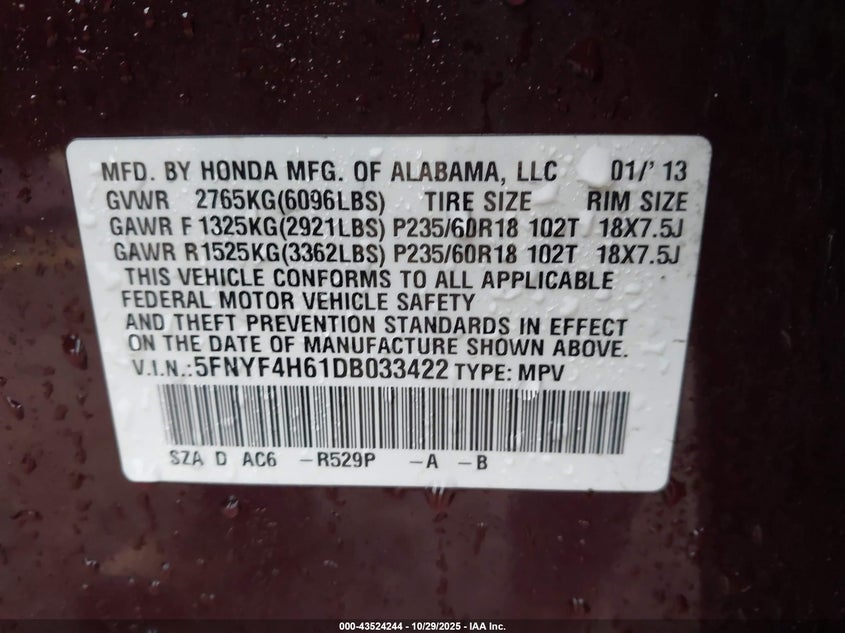 MFD. BY HONDA MFG. OF ALABAMA, LLC 01/' 13
GVWR 2765KG(6096LBS) TIRE SIZE RIM SIZE
GAWR F 1325KG(2921LBS) P235/60R18 102T 18X7.5J
GAWR R1525KG(3362LBS) P235/60R18 102T 18X7.5J
THIS VEHICLE CONFORMS TO ALL APPLICABLE
FEDERAL MOTOR VEHICLE SAFETY
AND THEFT PREVENTION STANDARDS IN EFFECT
ON THE DATE OF MANUFACTURE SHOWN ABOVE.
V.I.N.:5FNYF4H61DB033422 TYPE: MPV
SZA D AC6 -R529P -A -B
000-43524244 / 10/29/2025 - IAA Inc.